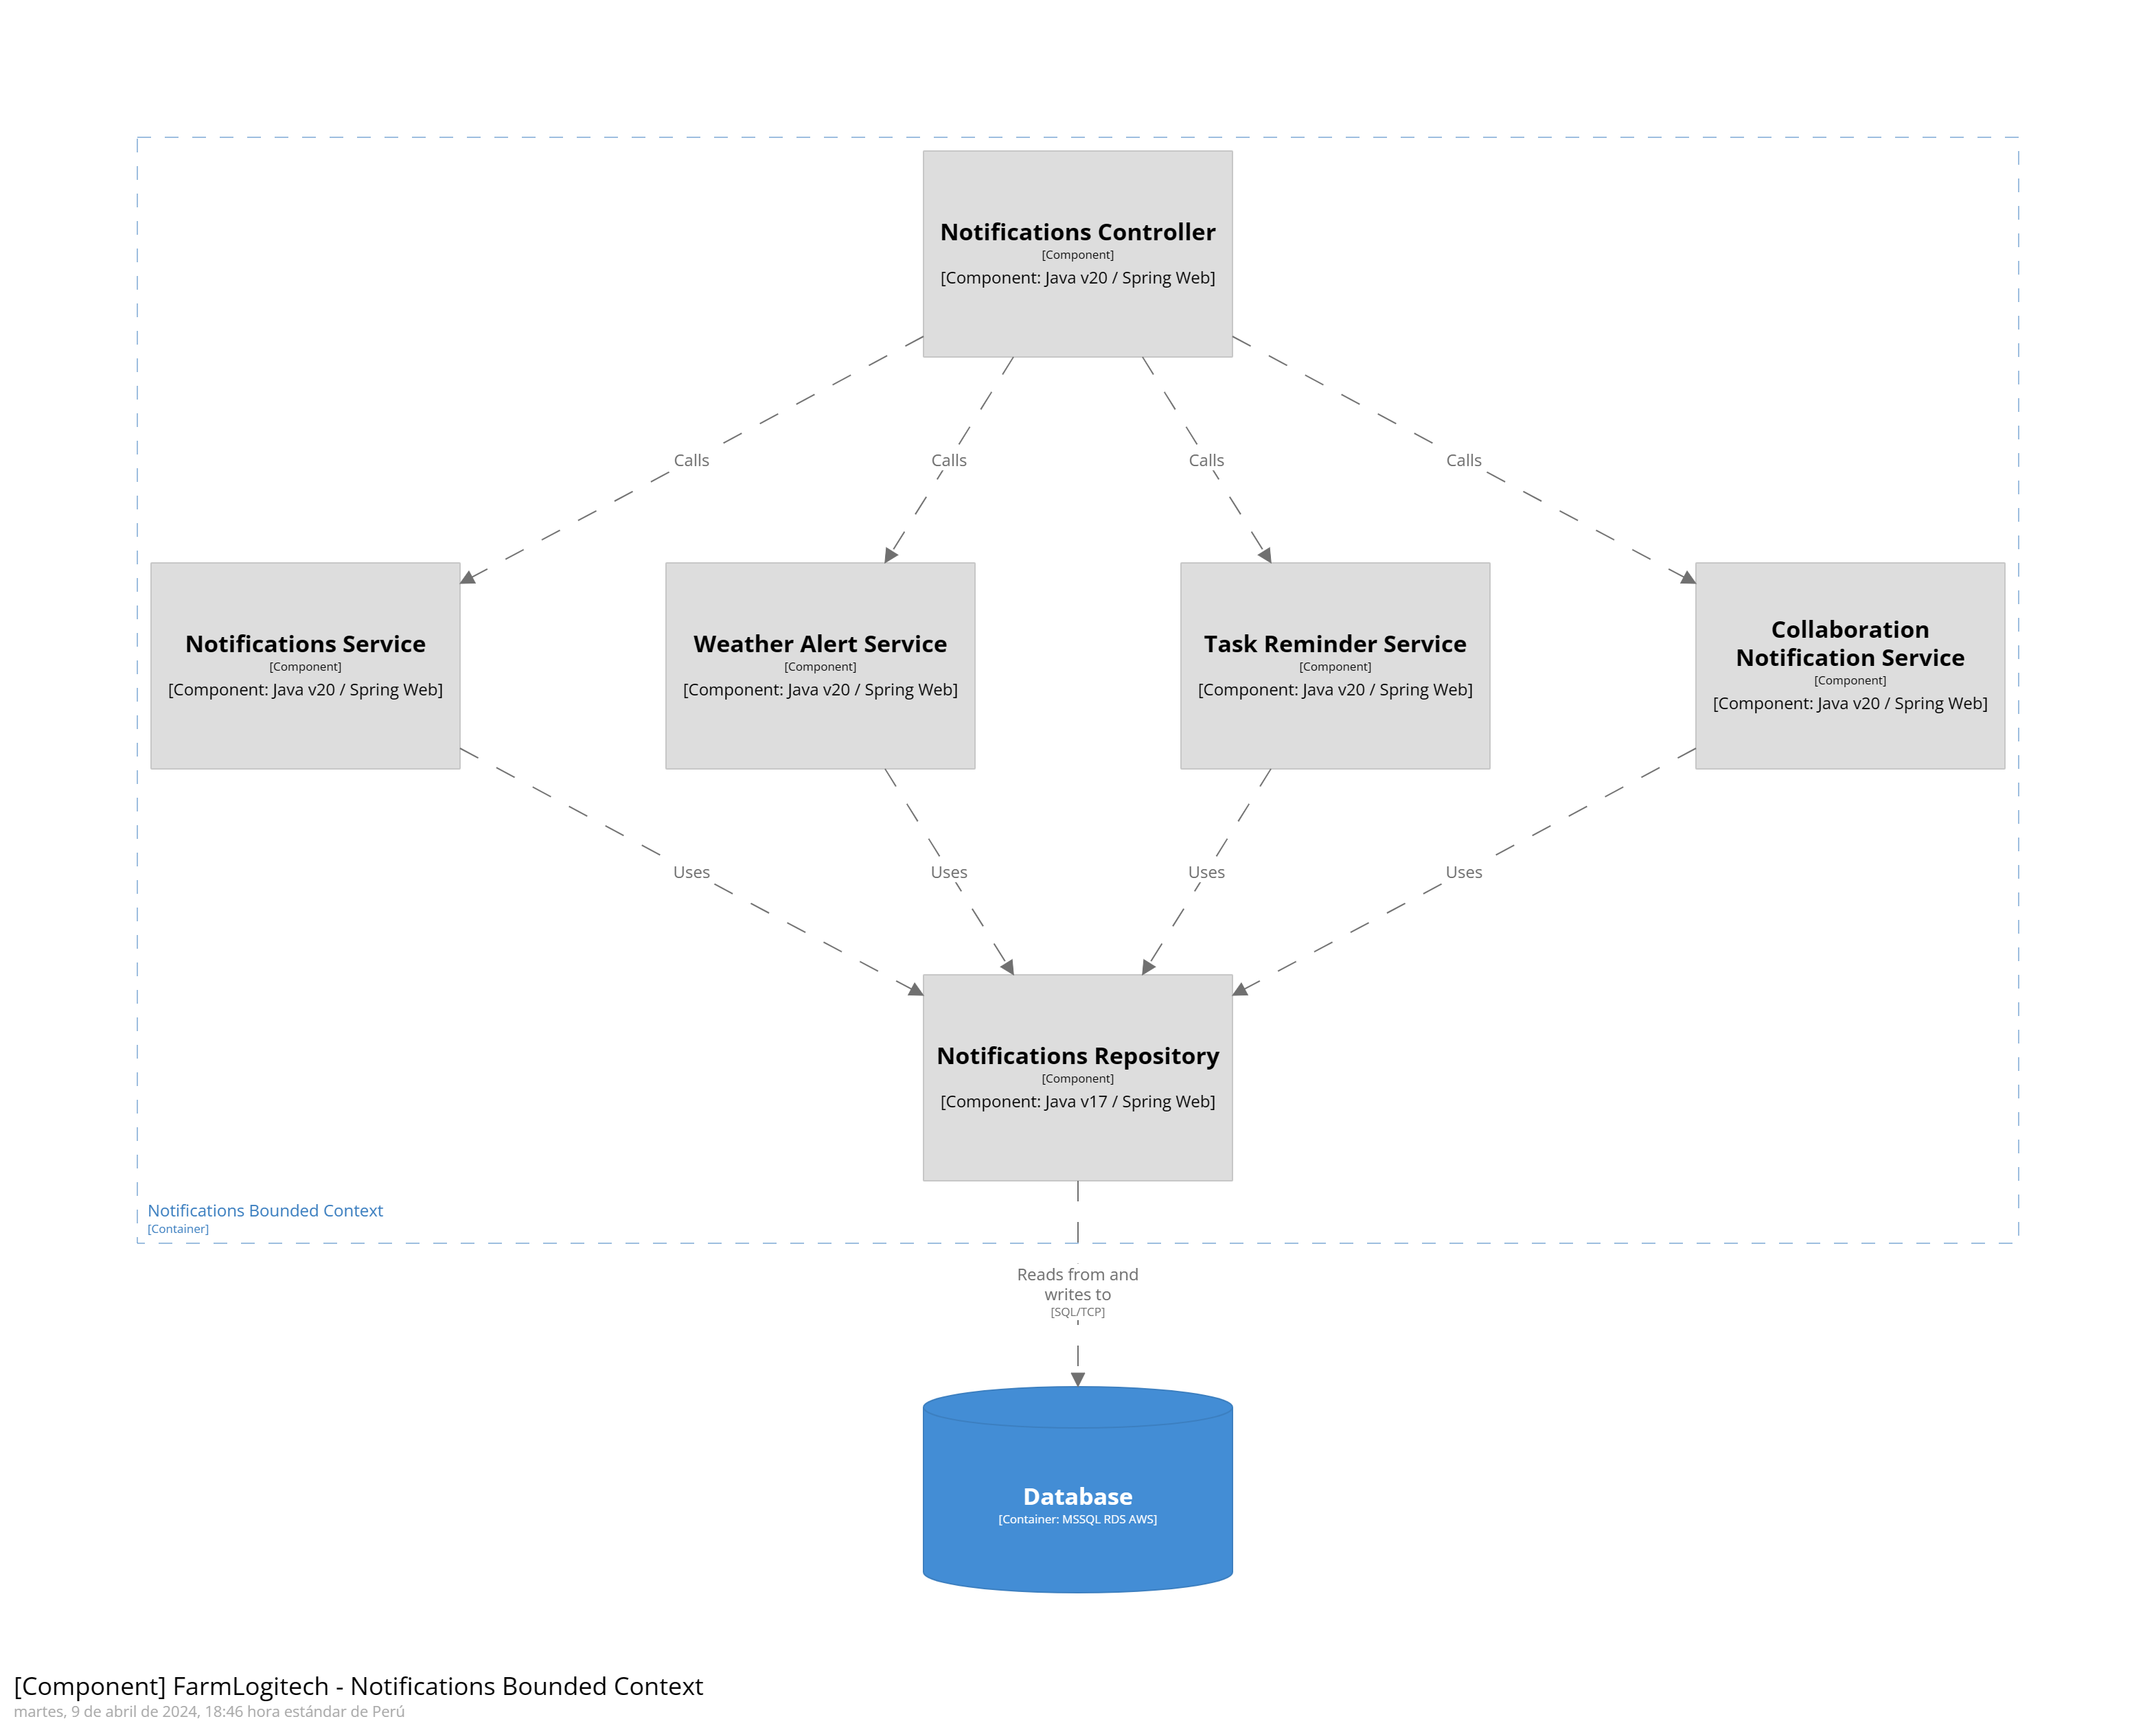 Notifications Controller
[Component]
[Component: Java v20 / Spring Web]
Calls
Calls
Calls
Calls
Notifications Service
[Component]
[Component: Java v20 / Spring Web]
Weather Alert Service
[Component]
[Component: Java v20 / Spring Web]
Task Reminder Service
[Component]
[Component: Java v20 / Spring Web]
Collaboration
Notification Service
[Component]
[Component: Java v20 / Spring Web]
Uses
Uses
Uses
Uses
Notifications Repository
[Component]
[Component: Java v17 / Spring Web]
Notifications Bounded Context
[Container]
Reads from and
writes to
[SQL/TCP]
Database
[Container: MSSQL RDS AWS]
[Component] FarmLogitech - Notifications Bounded Context
martes, 9 de abril de 2024, 18:46 hora estándar de Perú